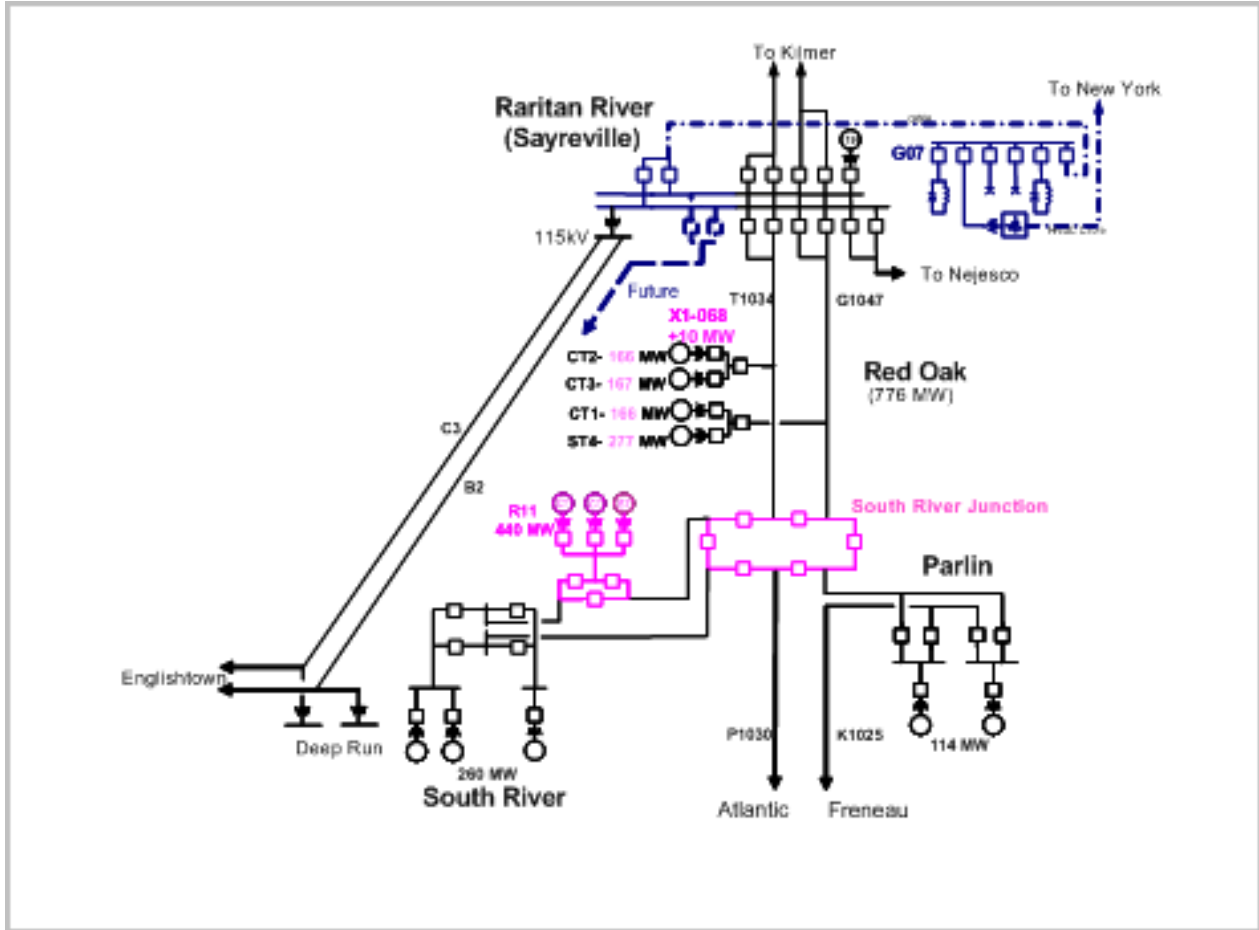 To Kilmer
To New York
Raritan River
(Sayreville)
G07
115kV
To Nejesco
Future
T1034
G1047
X1-068
+10 MW
CT2- 166 MW
CT3- 167 MW
Red Oak
(776 MW)
CT1- 166 MW
ST4- 277 MW
C3
B2
R11
440 MW
South River Junction
Parlin
Englishtown
Deep Run
P1030
K1025
114 MW
260 MW
South River
Atlantic
Freneau